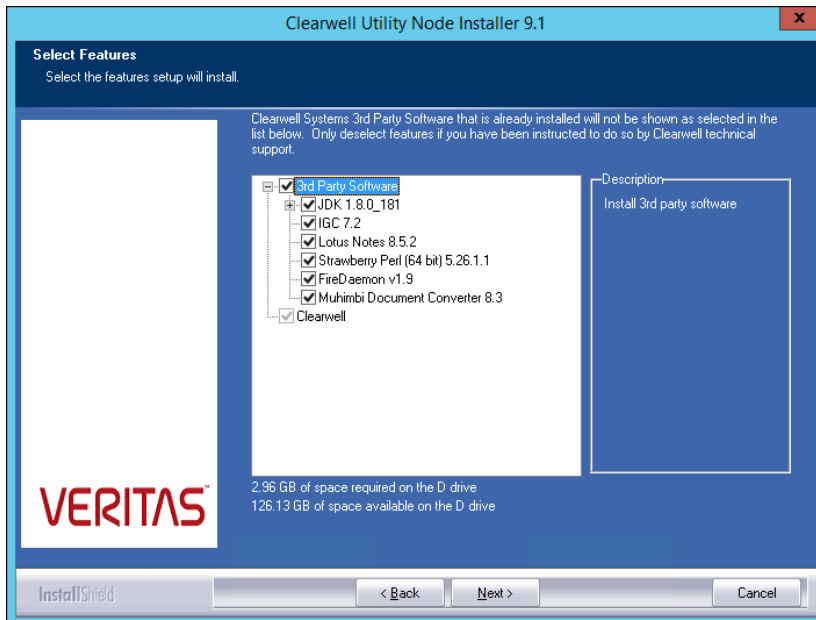 Clearwell Utility Node Installer 9.1
x
Select Features
Select the features setup will install.
Clearwell Systems 3rd Party Software that is already installed will not be shown as selected in the
list below. Only deselect features if you have been instructed to do so by Clearwell technical
support.
3rd Party Software
JDK 1.8.0_181
IGC 7.2
Lotus Notes 8.5.2
Strawberry Perl (64 bit) 5.26.1.1
FireDaemon v1.9
Muhimbi Document Converter 8.3
Clearwell
Description
Install 3rd party software
2.96 GB of space required on the D drive
126.13 GB of space available on the D drive
VERITAS™
InstallShield
< Back
Next >
Cancel